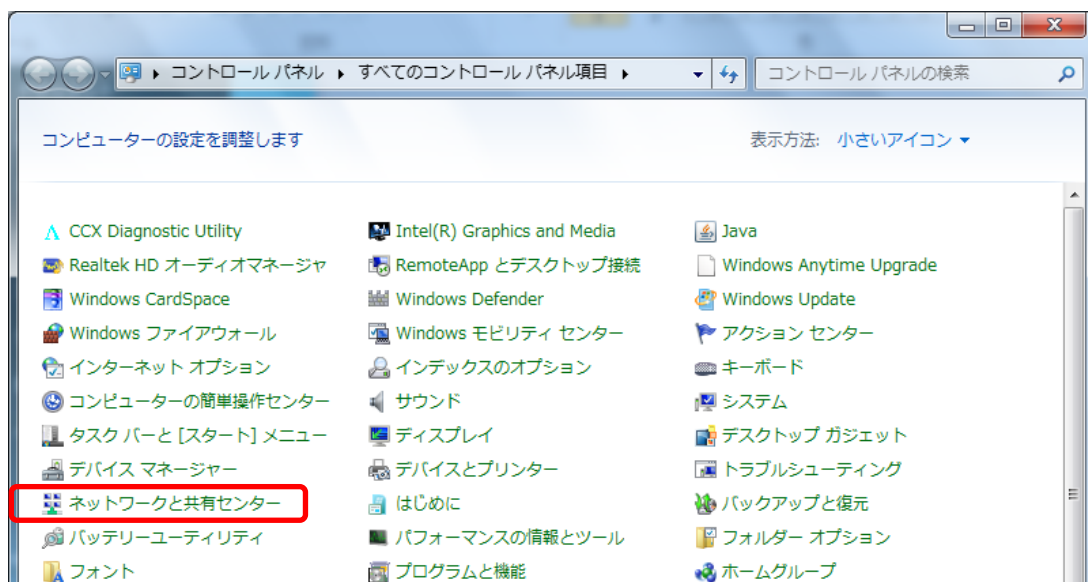 コントロール パネル すべてのコントロール パネル項目 コントロール パネルの検索
コンピューターの設定を調整します 表示方法: 小さいアイコン
CCX Diagnostic Utility Intel(R) Graphics and Media Java
Realtek HD オーディオマネージャ RemoteApp とデスクトップ接続 Windows Anytime Upgrade
Windows CardSpace Windows Defender Windows Update
Windows ファイアウォール Windows モビリティ センター アクション センター
インターネット オプション インデックスのオプション キーボード
コンピューターの簡単操作センター サウンド システム
タスク バーと [スタート] メニュー ディスプレイ デスクトップ ガジェット
デバイス マネージャー デバイスとプリンター トラブルシューティング
ネットワークと共有センター はじめに バックアップと復元
バッテリーユーティリティ パフォーマンスの情報とツール フォルダー オプション
フォント プログラムと機能 ホームグループ